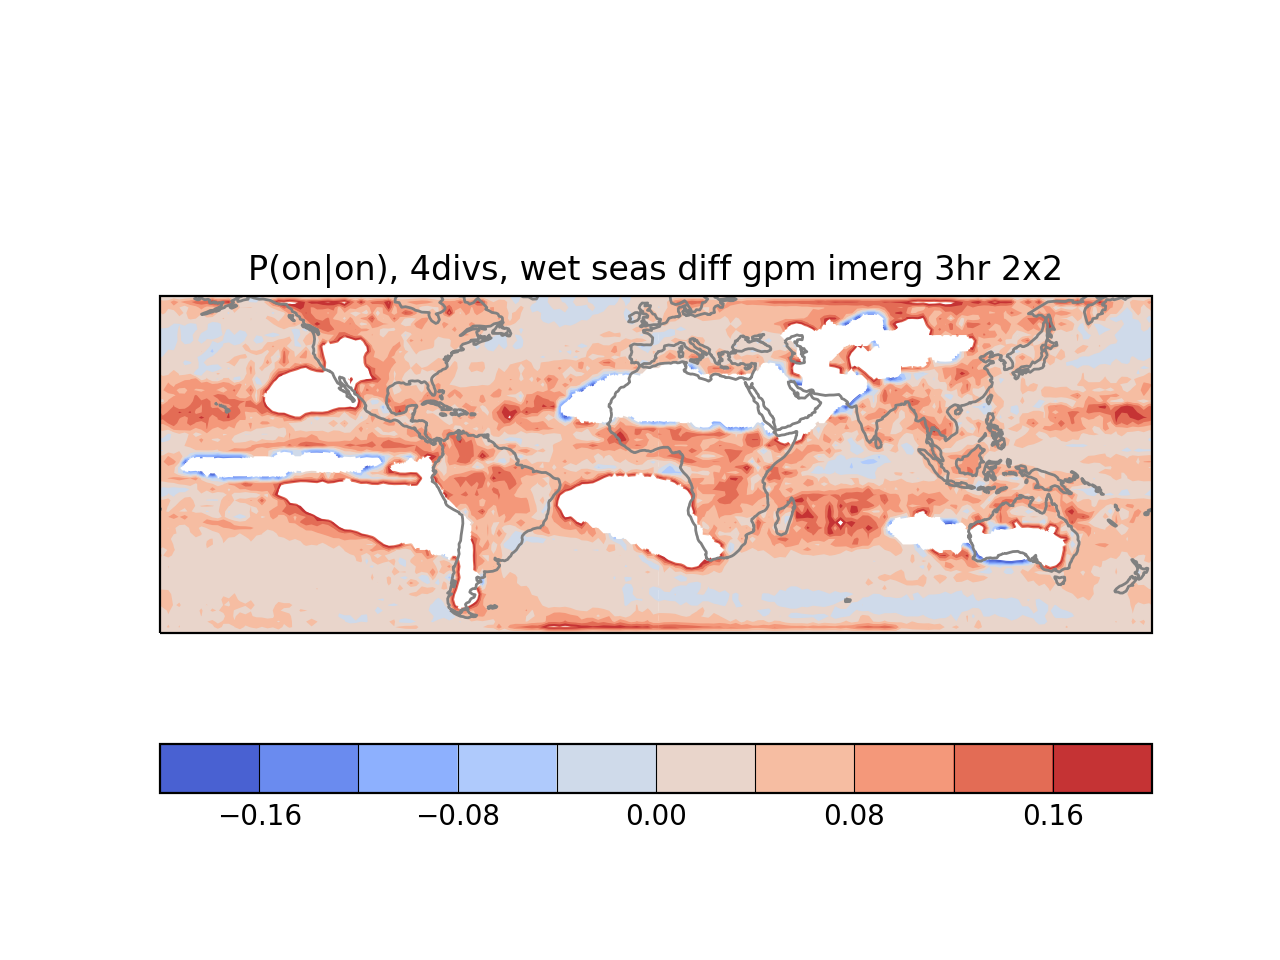 P(on|on), 4divs, wet seas diff gpm imerg 3hr 2x2
−0.16 −0.08 0.00 0.08 0.16